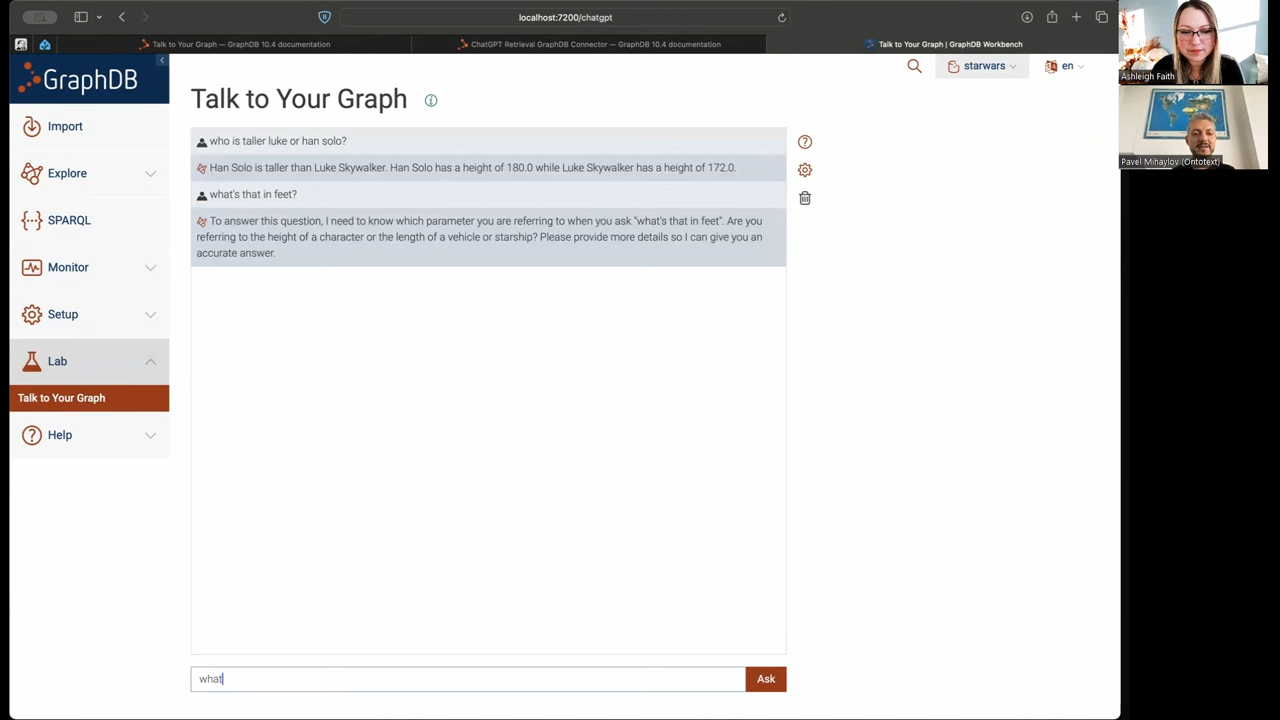 localhost:7200/chatgpt
Talk to Your Graph — GraphDB 10.4 documentation
ChatGPT Retrieval GraphDB Connector — GraphDB 10.4 documentation
Talk to Your Graph | GraphDB Workbench
Ashleigh Faith
Pavel Mihaylov (Ontotext)
GraphDB
starwars
en
Import
Explore
SPARQL
Monitor
Setup
Lab
Talk to Your Graph
Help
Talk to Your Graph
who is taller luke or han solo?
Han Solo is taller than Luke Skywalker. Han Solo has a height of 180.0 while Luke Skywalker has a height of 172.0.
what's that in feet?
To answer this question, I need to know which parameter you are referring to when you ask "what's that in feet". Are you
referring to the height of a character or the length of a vehicle or starship? Please provide more details so I can give you an
accurate answer.
what
Ask